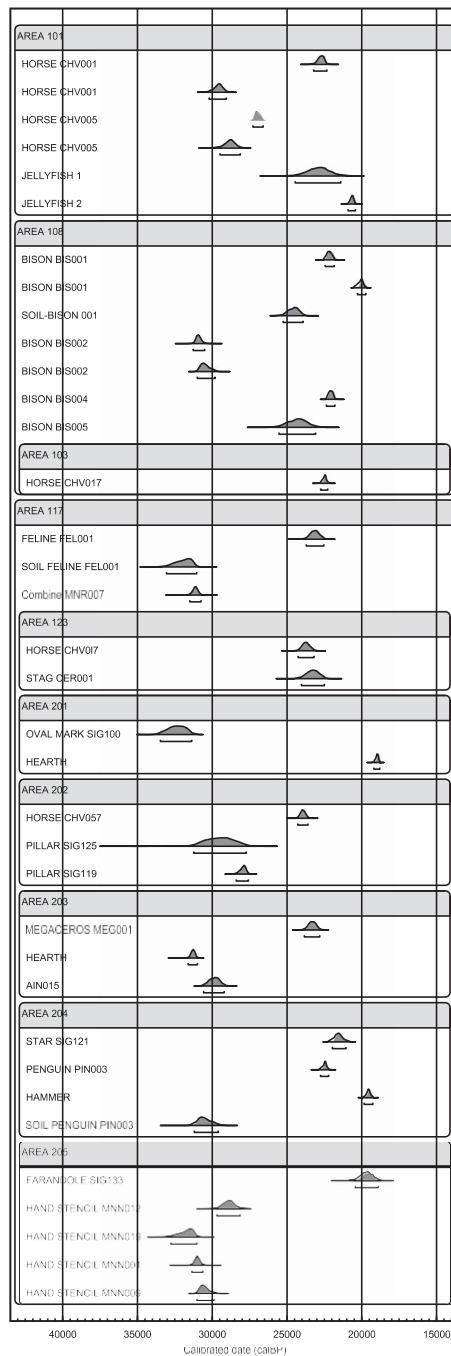 AREA 101
HORSE CHV001
HORSE CHV001
HORSE CHV005
HORSE CHV005
JELLYFISH 1
JELLYFISH 2
AREA 108
BISON BIS001
BISON BIS001
SOIL-BISON 001
BISON BIS002
BISON BIS002
BISON BIS004
BISON BIS005
AREA 103
HORSE CHV017
AREA 117
FELINE FEL001
SOIL FELINE FEL001
Combine MNR007
AREA 123
HORSE CHV0I7
STAG CER001
AREA 201
OVAL MARK SIG100
HEARTH
AREA 202
HORSE CHV057
PILLAR SIG125
PILLAR SIG119
AREA 203
MEGACEROS MEG001
HEARTH
AIN015
AREA 204
STAR SIG121
PENGUIN PIN003
HAMMER
SOIL PENGUIN PIN003
AREA 205
FARANDOLE SIG133
HAND STENCIL MNN012
HAND STENCIL MNN019
HAND STENCIL MNN001
HAND STENCIL MNN009
40000 35000 30000 25000 20000 15000
Calibrated date (calBP)